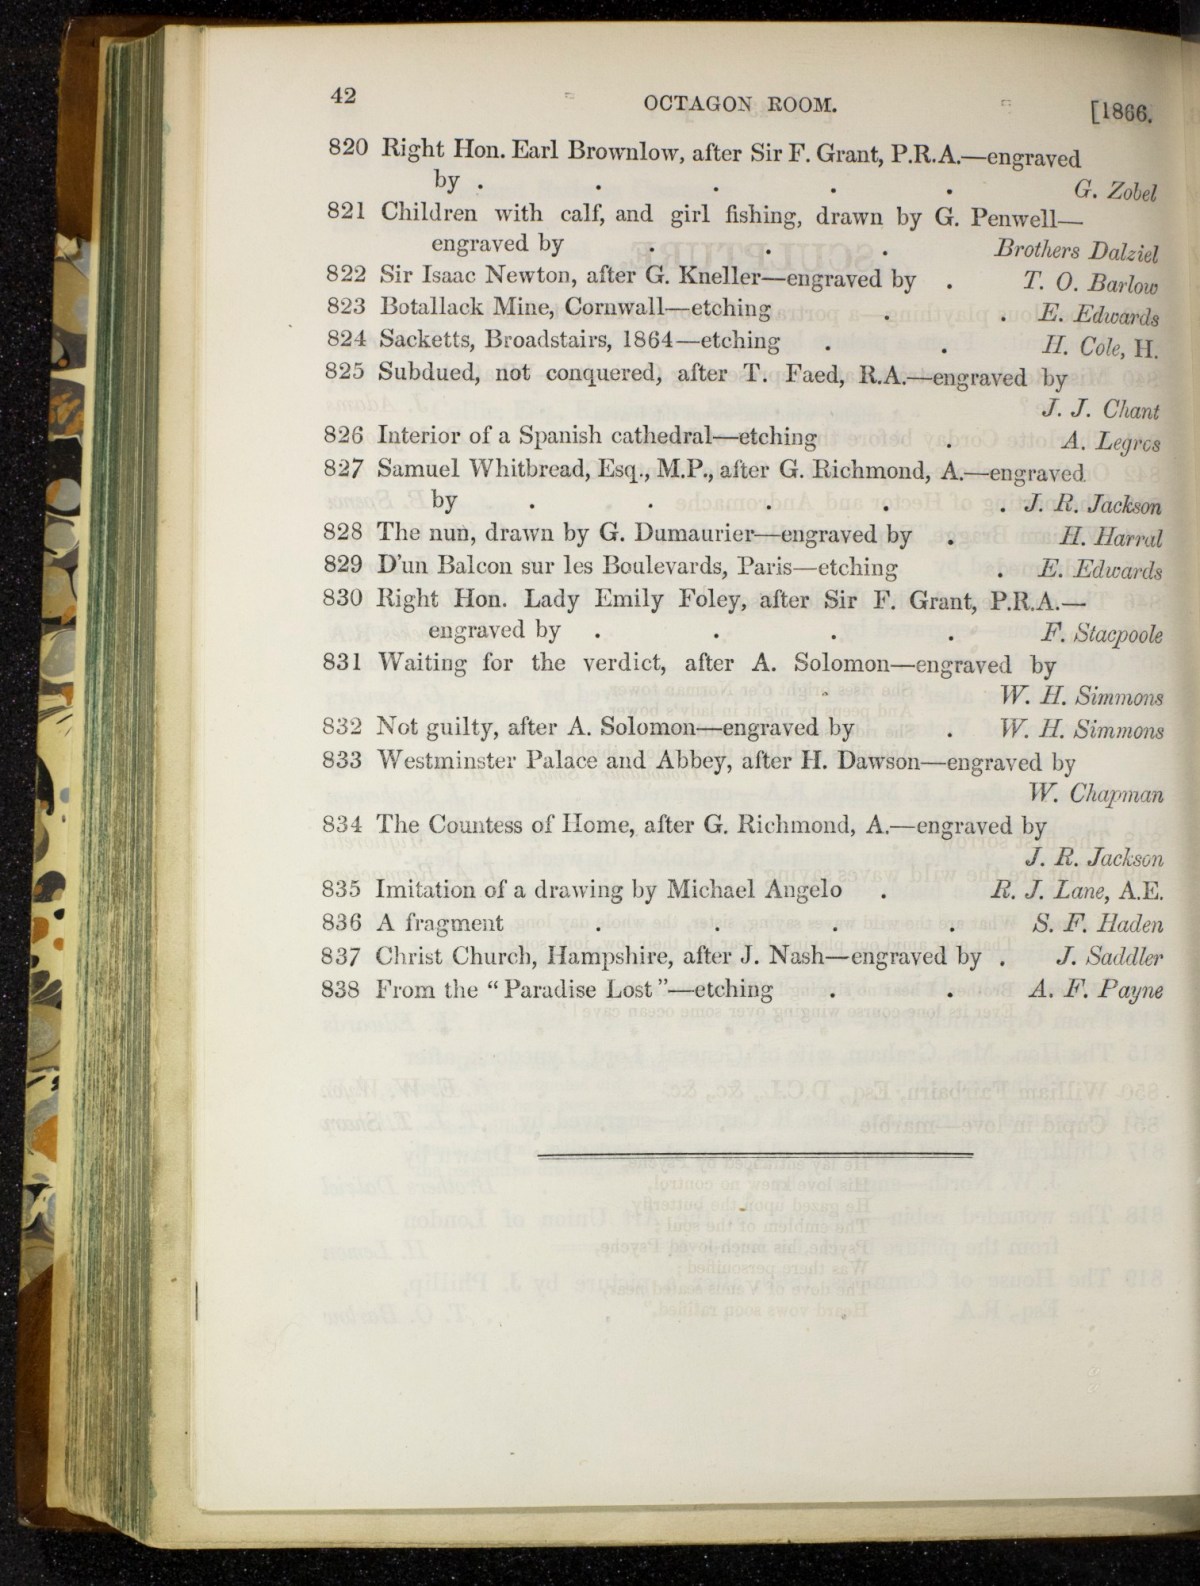 42
OCTAGON ROOM.
[1866.
820 Right Hon. Earl Brownlow, after Sir F. Grant, P.R.A.—engraved
by . . . . . G. Zobel
821 Children with calf, and girl fishing, drawn by G. Penwell—
engraved by . . . Brothers Dalziel
822 Sir Isaac Newton, after G. Kneller—engraved by . T. O. Barlow
823 Botallack Mine, Cornwall—etching . . E. Edwards
824 Sacketts, Broadstairs, 1864—etching . . H. Cole, H.
825 Subdued, not conquered, after T. Faed, R.A.—engraved by
J. J. Chant
826 Interior of a Spanish cathedral—etching . A. Legros
827 Samuel Whitbread, Esq., M.P., after G. Richmond, A.—engraved
by . . . . . J. R. Jackson
828 The nun, drawn by G. Dumaurier—engraved by . H. Harral
829 D'un Balcon sur les Boulevards, Paris—etching . E. Edwards
830 Right Hon. Lady Emily Foley, after Sir F. Grant, P.R.A.—
engraved by . . . . F. Stacpoole
831 Waiting for the verdict, after A. Solomon—engraved by
W. H. Simmons
832 Not guilty, after A. Solomon—engraved by . W. H. Simmons
833 Westminster Palace and Abbey, after H. Dawson—engraved by
W. Chapman
834 The Countess of Home, after G. Richmond, A.—engraved by
J. R. Jackson
835 Imitation of a drawing by Michael Angelo . R. J. Lane, A.E.
836 A fragment . . . . S. F. Haden
837 Christ Church, Hampshire, after J. Nash—engraved by . J. Saddler
838 From the "Paradise Lost"—etching . . A. F. Payne